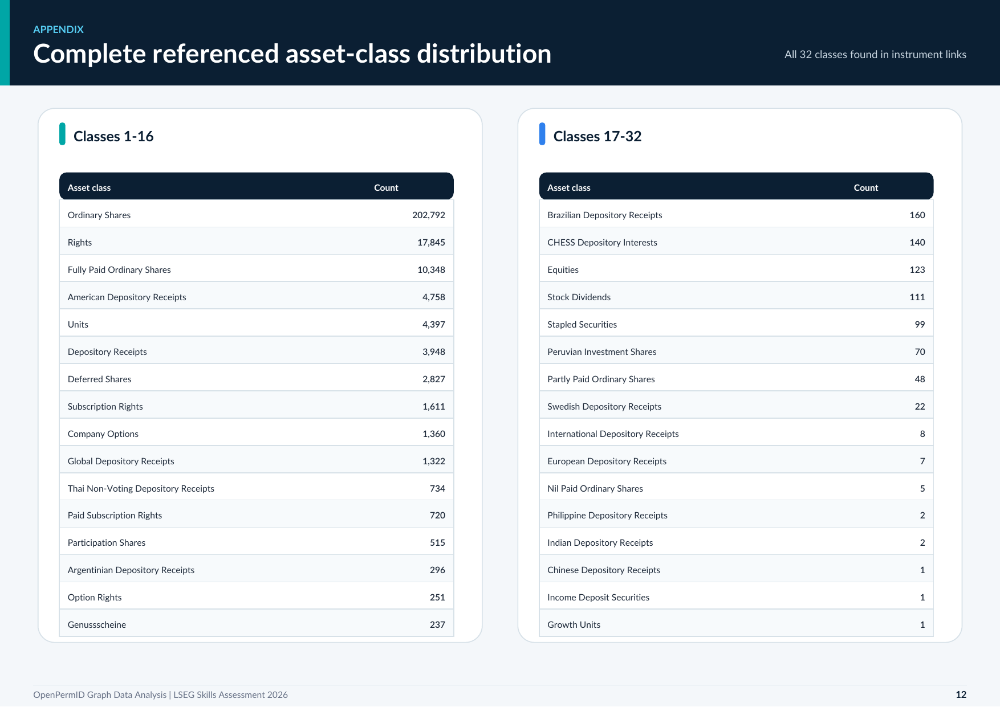 APPENDIX
Complete referenced asset-class distribution
All 32 classes found in instrument links
Classes 1-16
Asset class Count
Ordinary Shares 202,792
Rights 17,845
Fully Paid Ordinary Shares 10,348
American Depository Receipts 4,758
Units 4,397
Depository Receipts 3,948
Deferred Shares 2,827
Subscription Rights 1,611
Company Options 1,360
Global Depository Receipts 1,322
Thai Non-Voting Depository Receipts 734
Paid Subscription Rights 720
Participation Shares 515
Argentinian Depository Receipts 296
Option Rights 251
Genussscheine 237
Classes 17-32
Asset class Count
Brazilian Depository Receipts 160
CHESS Depository Interests 140
Equities 123
Stock Dividends 111
Stapled Securities 99
Peruvian Investment Shares 70
Partly Paid Ordinary Shares 48
Swedish Depository Receipts 22
International Depository Receipts 8
European Depository Receipts 7
Nil Paid Ordinary Shares 5
Philippine Depository Receipts 2
Indian Depository Receipts 2
Chinese Depository Receipts 1
Income Deposit Securities 1
Growth Units 1
OpenPermID Graph Data Analysis | LSEG Skills Assessment 2026
12